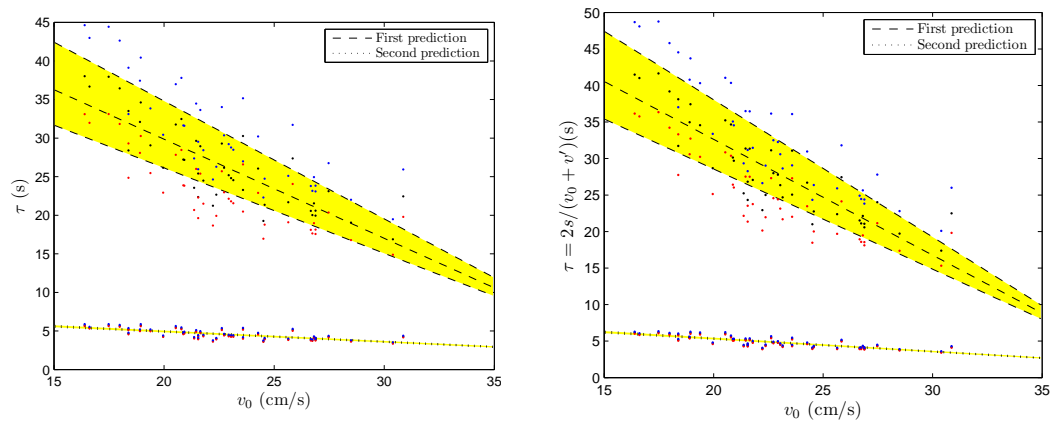 45
40
35
30
25
20
15
10
5
0
τ (s)
15 20 25 30 35
v₀ (cm/s)
First prediction
Second prediction
50
45
40
35
30
25
20
15
10
5
0
τ = 2s/(v₀ + v′)(s)
15 20 25 30 35
v₀ (cm/s)
First prediction
Second prediction